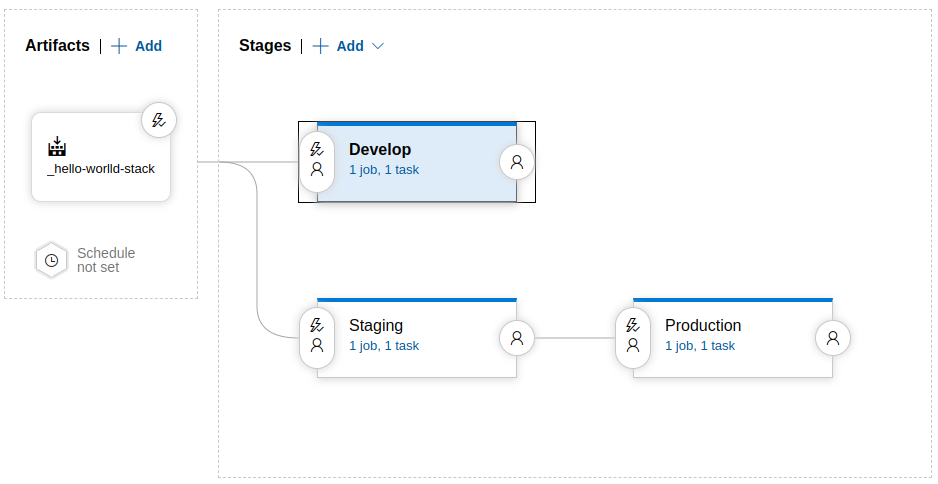 Artifacts | + Add
_hello-worlld-stack
Schedule
not set
Stages | + Add
Develop
1 job, 1 task
Staging
1 job, 1 task
Production
1 job, 1 task